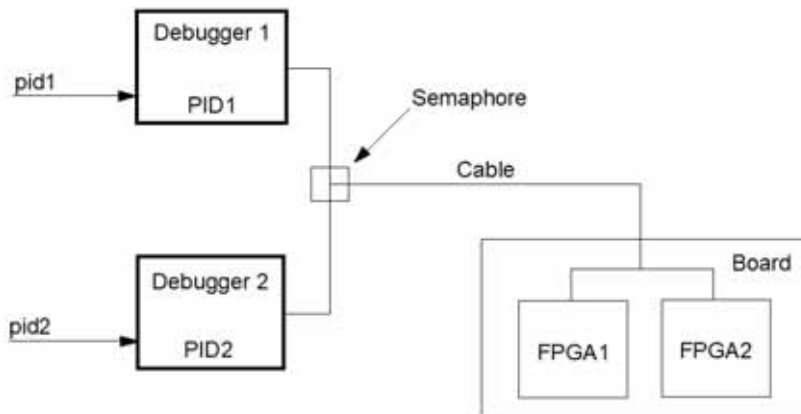 Debugger 1
pid1
PID1
Semaphore
Cable
Board
Debugger 2
pid2
PID2
FPGA1
FPGA2